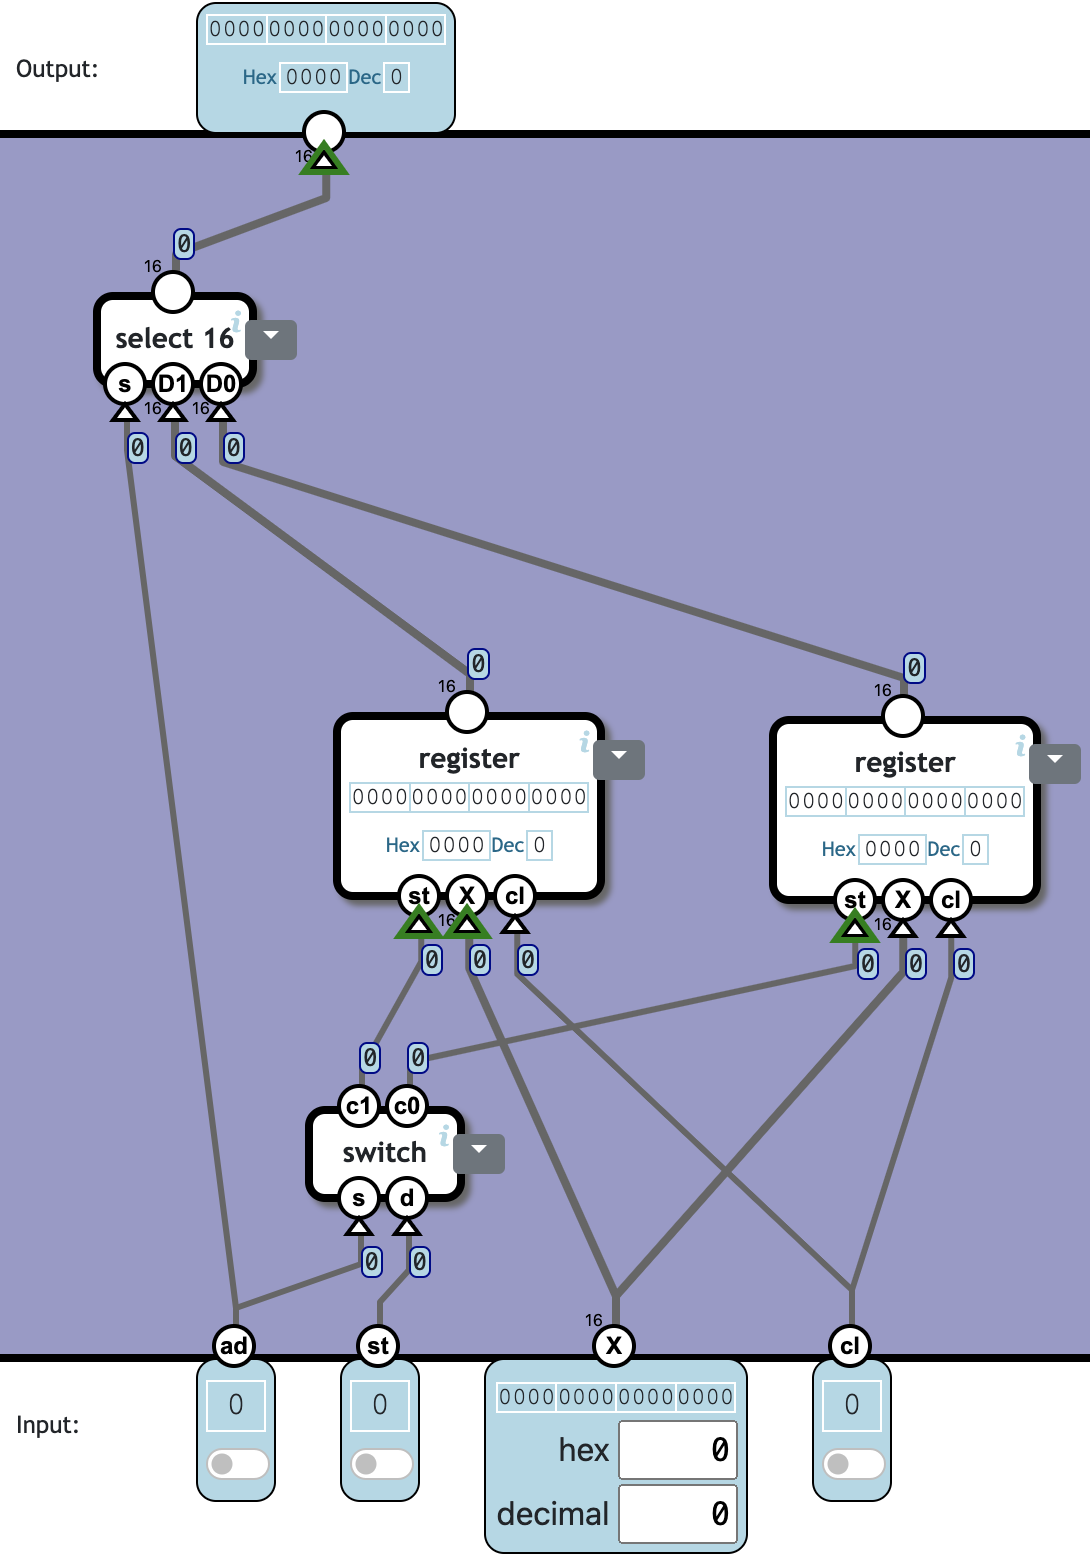 0000 0000 0000 0000
Output:
Hex 0000 Dec 0
16
0
16
i
select 16
s D1 D0
16 16
0 0 0
0 0
16 16
i i
register register
0000 0000 0000 0000 0000 0000 0000 0000
Hex 0000 Dec 0 Hex 0000 Dec 0
st X cl st X cl
16 16
0 0 0 0 0 0
0 0
c1 c0
i
switch
s d
0 0
16
ad st X cl
0 0 0000 0000 0000 0000 0
Input:
hex 0
decimal 0